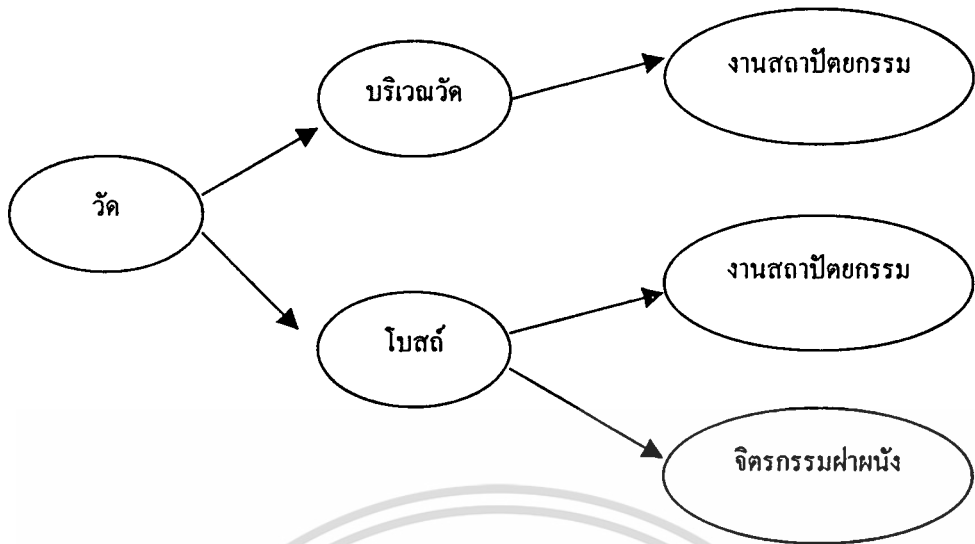 งานสถาปัตยกรรม
บริเวณวัด
วัด
งานสถาปัตยกรรม
โบสถ์
จิตรกรรมฝาผนัง